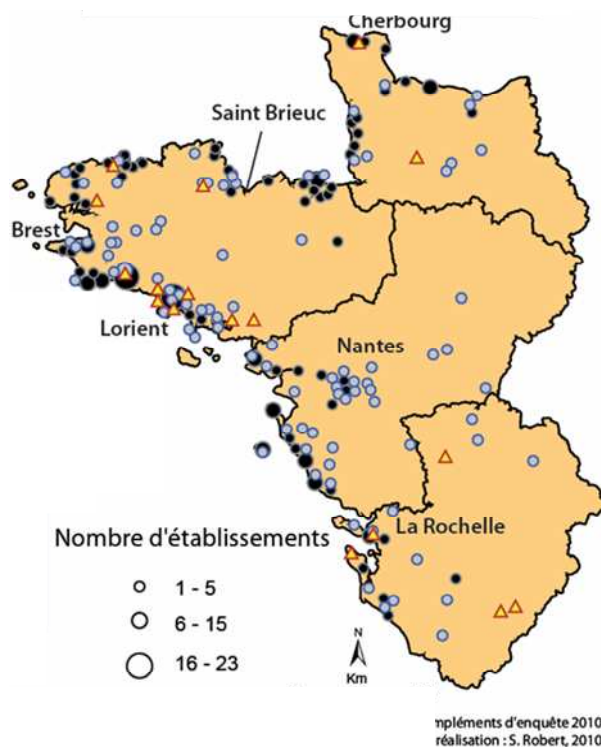 Cherbourg
Saint Brieuc
Brest
Lorient
Nantes
La Rochelle
Nombre d'établissements
1 - 5
6 - 15
16 - 23
N
Km
mpléments d'enquête 2010
réalisation : S. Robert, 2010